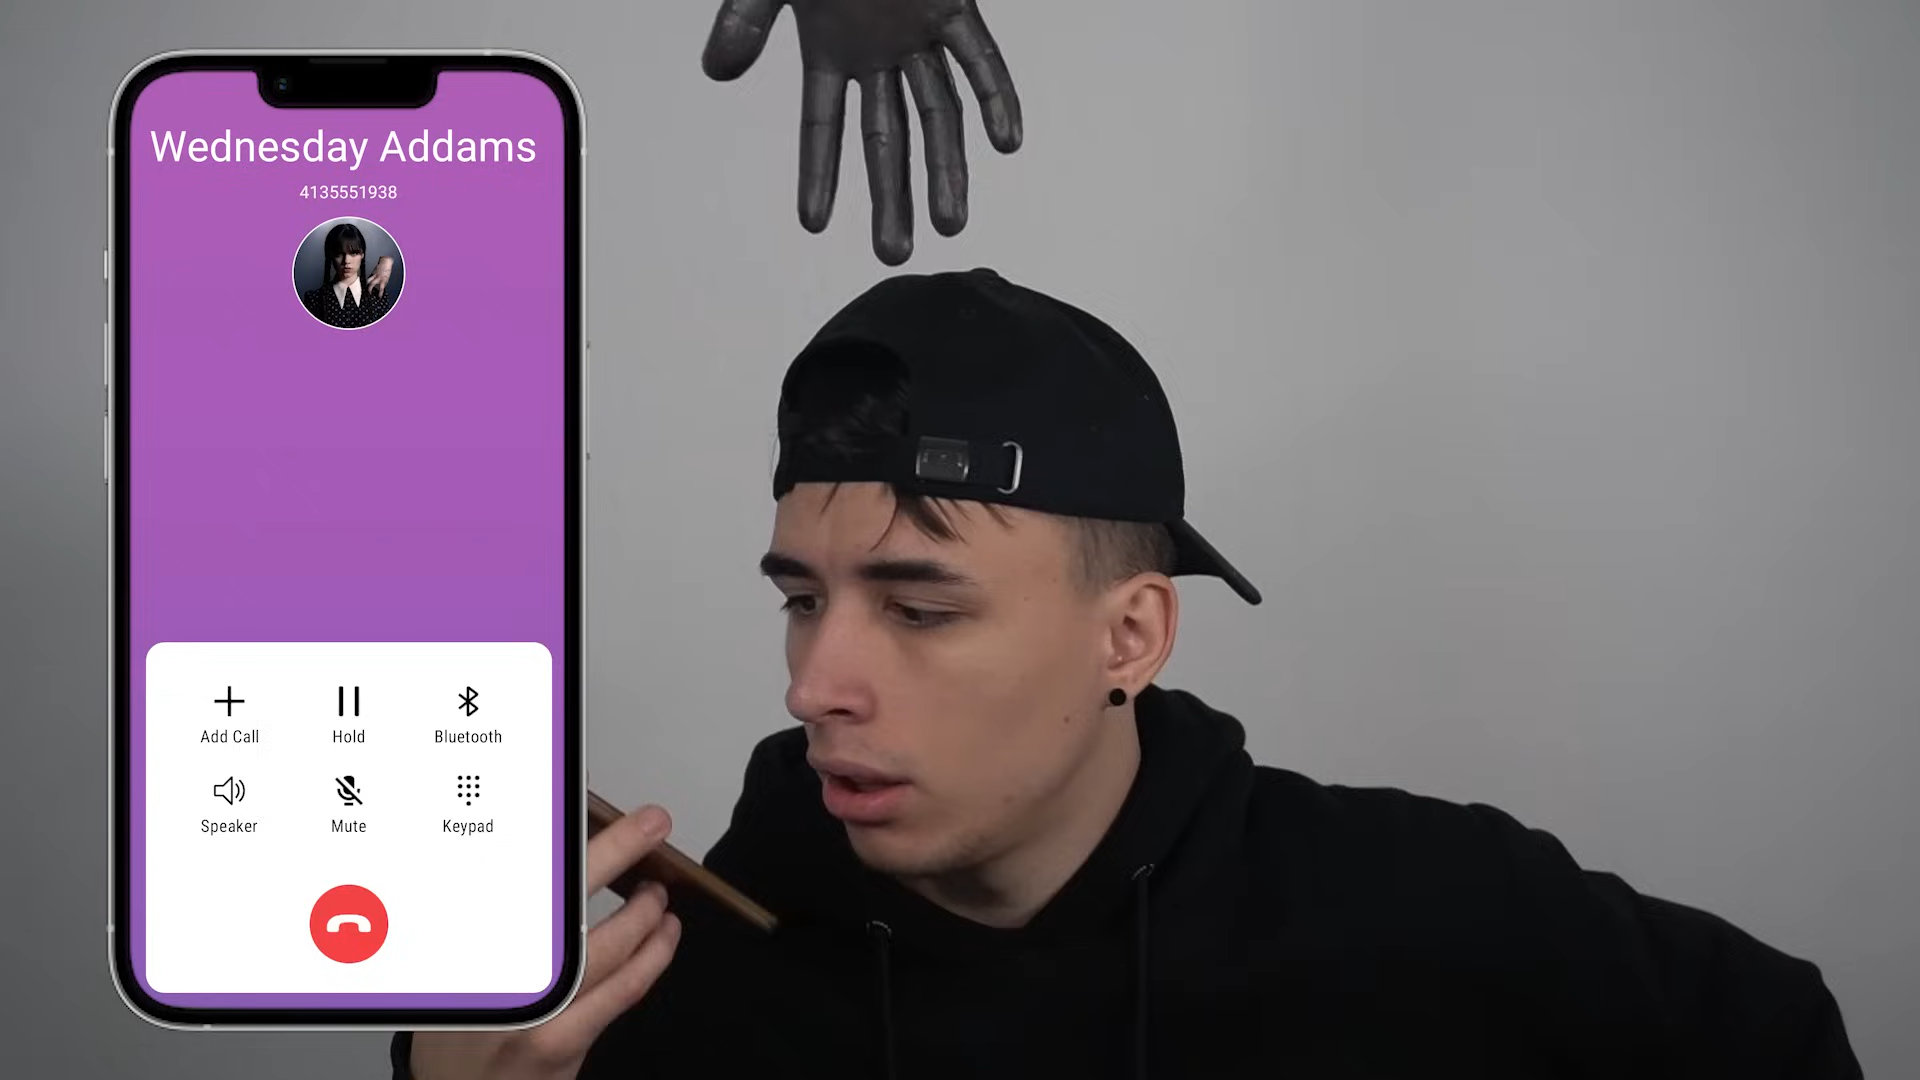 Wednesday Addams
4135551938
Add Call
Hold
Bluetooth
Speaker
Mute
Keypad